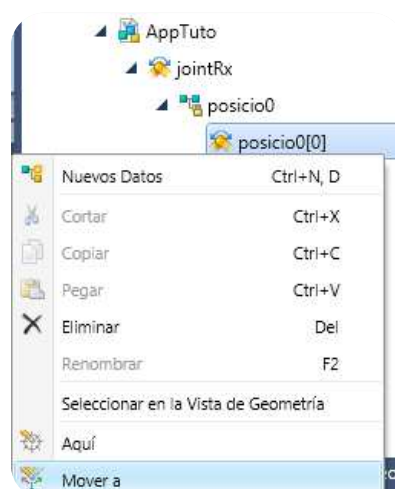 AppTuto
jointRx
posicio0
posicio0[0]
Nuevos Datos Ctrl+N, D
Cortar Ctrl+X
Copiar Ctrl+C
Pegar Ctrl+V
Eliminar Del
Renombrar F2
Seleccionar en la Vista de Geometría
Aquí
Mover a